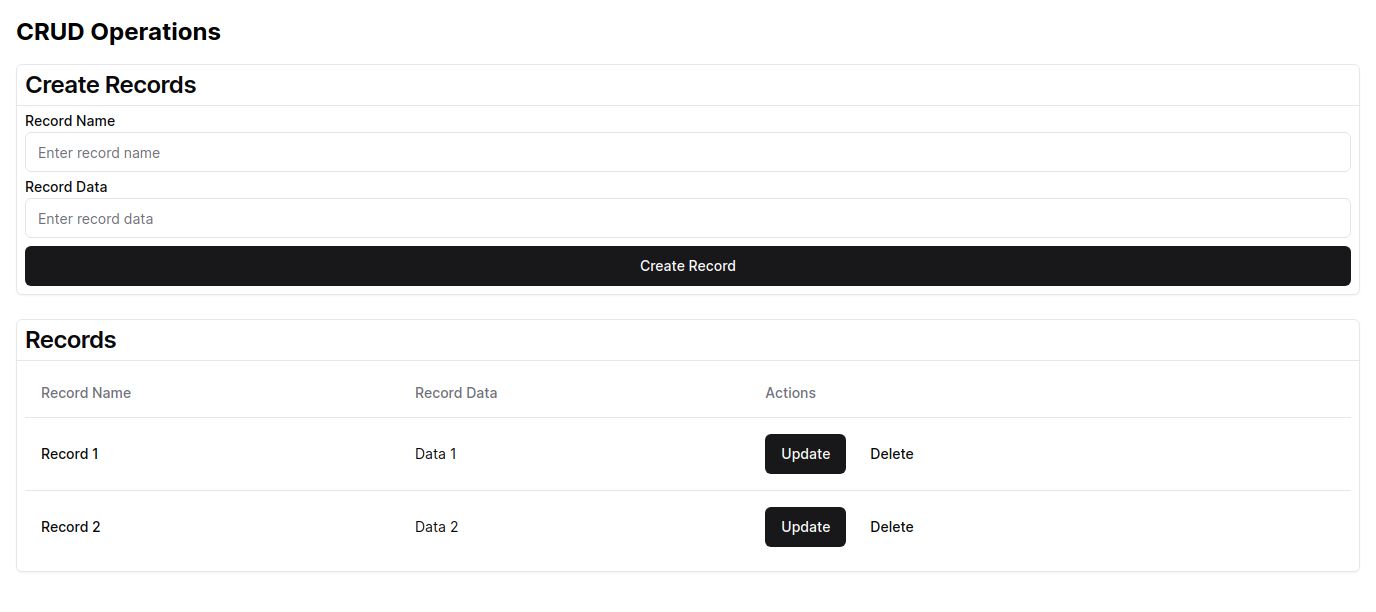 CRUD Operations
Create Records
Record Name
Enter record name
Record Data
Enter record data
Create Record
Records
Record Name Record Data Actions
Record 1 Data 1 Update Delete
Record 2 Data 2 Update Delete